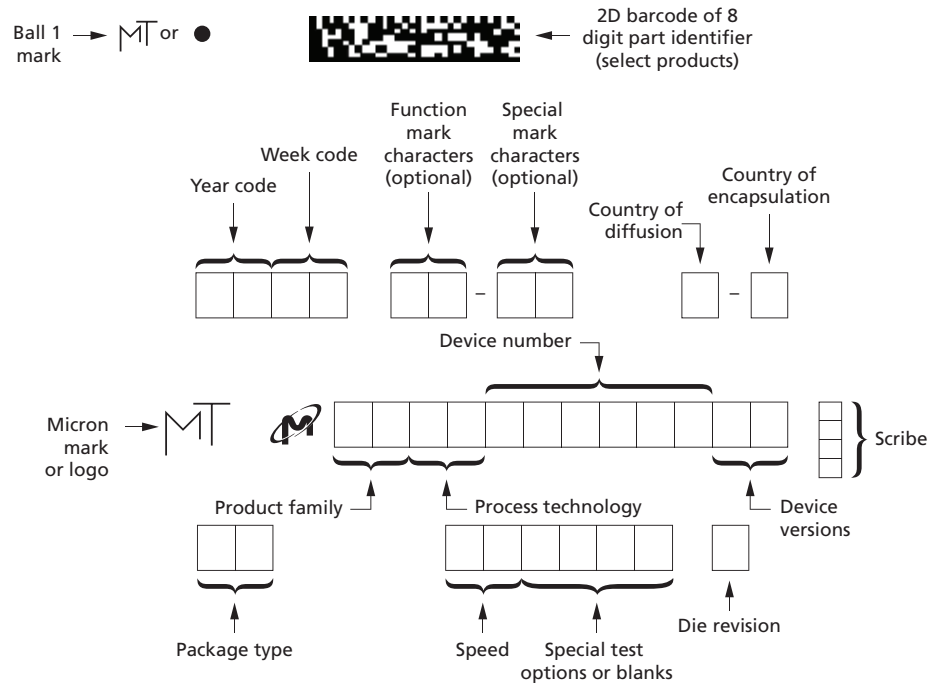 Ball 1
mark
MT or
2D barcode of 8
digit part identifier
(select products)
Function
mark
characters
(optional)
Special
mark
characters
(optional)
Week code
Year code
Country of
encapsulation
Country of
diffusion
–
–
Device number
Micron
mark
or logo
MT
M
Scribe
Product family
Process technology
Device
versions
Package type
Speed
Special test
options or blanks
Die revision